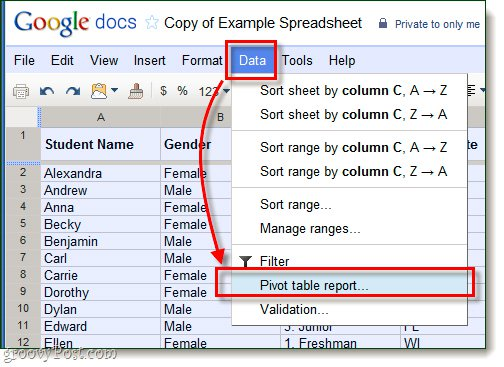 Google docs Copy of Example Spreadsheet Private to only me
File Edit View Insert Format Data Tools Help
$ % 123
Sort sheet by column C, A → Z
Sort sheet by column C, Z → A
Sort range by column C, A → Z
Sort range by column C, Z → A
Sort range...
Manage ranges...
Filter
Pivot table report...
Validation...
A B
1 Student Name Gender
2 Alexandra Female
3 Andrew Male
4 Anna Female
5 Becky Female
6 Benjamin Male
7 Carl Male
8 Carrie Female
9 Dorothy Female
10 Dylan Male
11 Edward Male 3. Junior
12 Ellen Female 1. Freshman WI
groovyPost.com